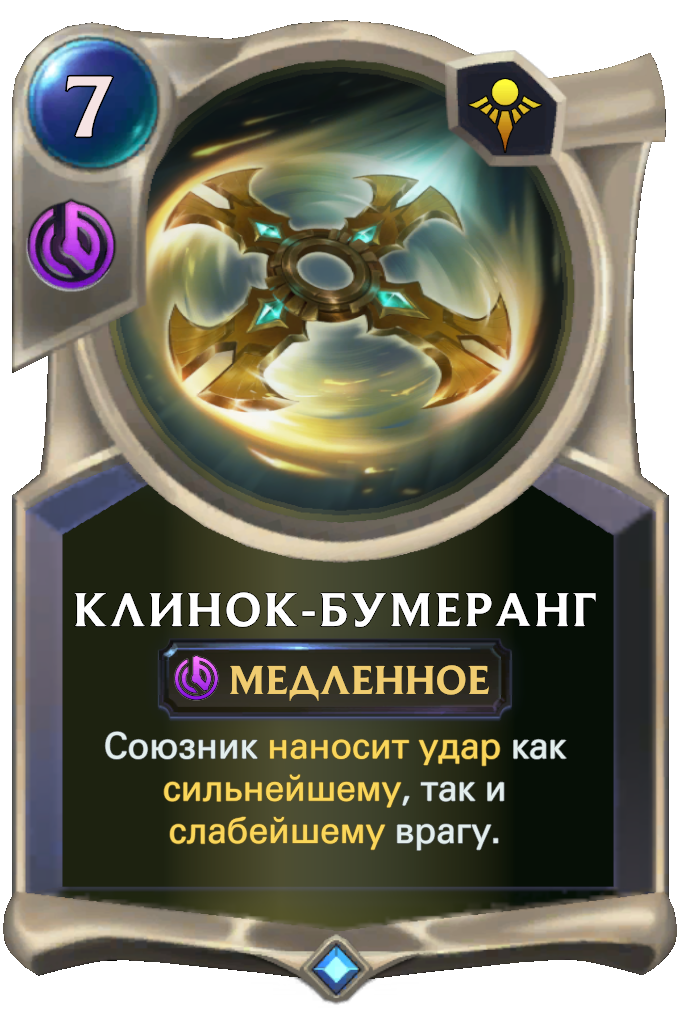 7
КЛИНОК-БУМЕРАНГ
МЕДЛЕННОЕ
Союзник наносит удар как
сильнейшему, так и
слабейшему врагу.